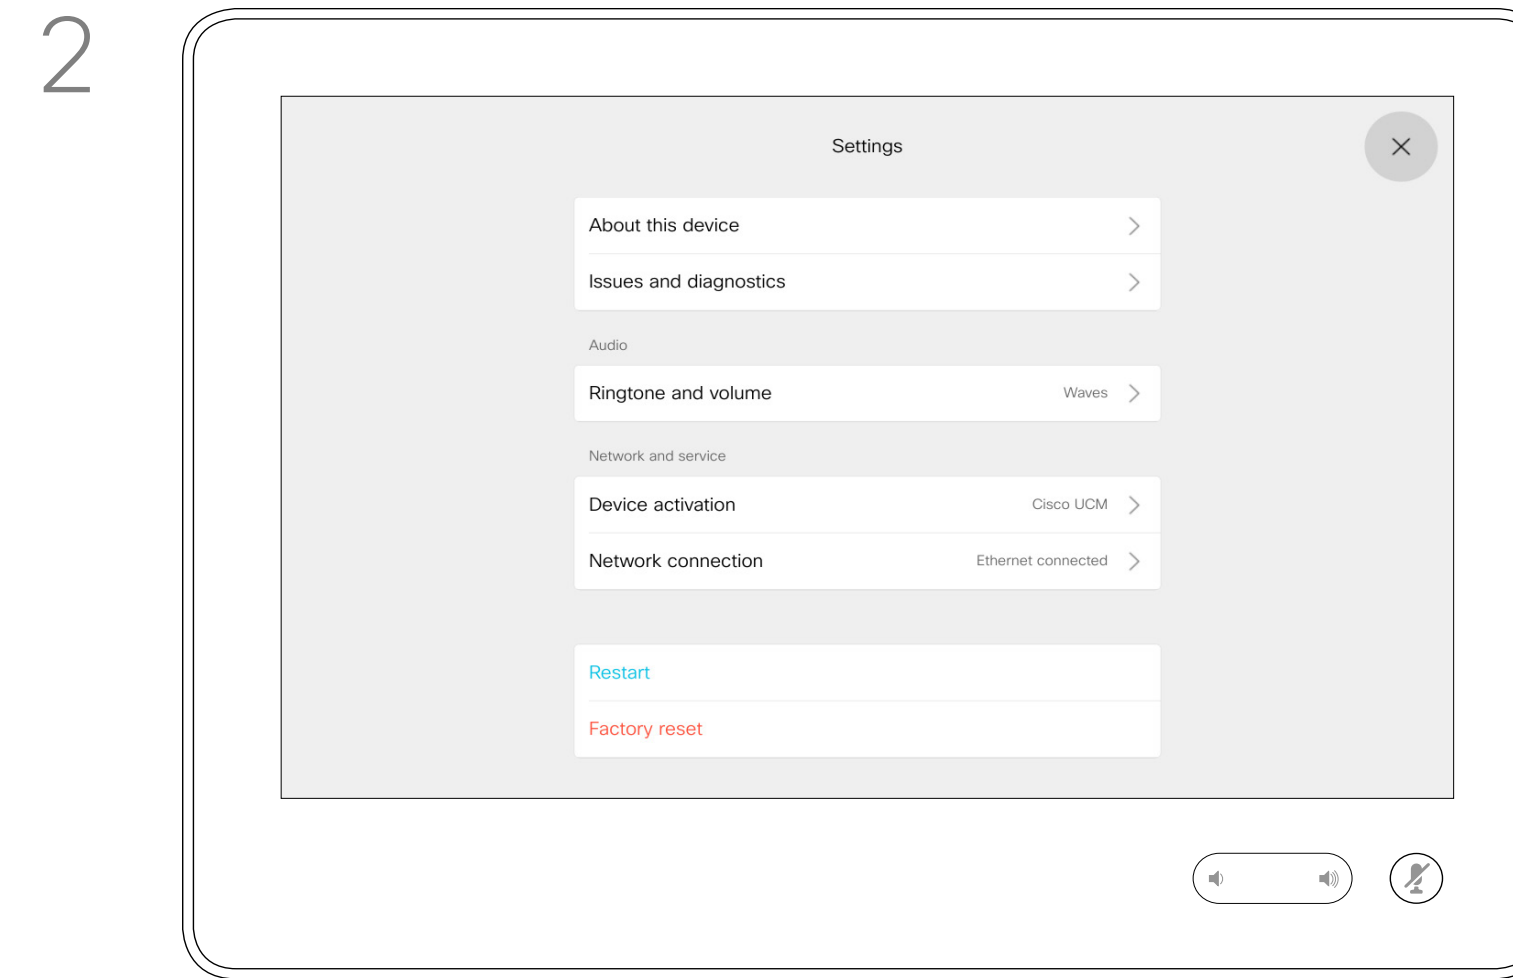 2
Settings
About this device
Issues and diagnostics
Audio
Ringtone and volume Waves
Network and service
Device activation Cisco UCM
Network connection Ethernet connected
Restart
Factory reset